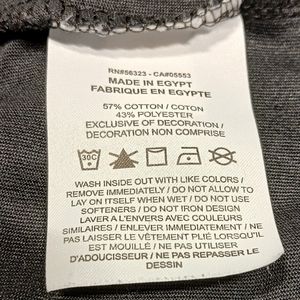 RN#56323 - CA#05553
MADE IN EGYPT
FABRIQUE EN EGYPTE
57% COTTON / COTON
43% POLYESTER
EXCLUSIVE OF DECORATION /
DECORATION NON COMPRISE
30C
WASH INSIDE OUT WITH LIKE COLORS /
REMOVE IMMEDIATELY / DO NOT ALLOW TO
LAY ON ITSELF WHEN WET / DO NOT USE
SOFTENERS / DO NOT IRON DESIGN
LAVER A L'ENVERS AVEC COULEURS
SIMILAIRES / ENLEVER IMMEDIATEMENT / NE
PAS LAISSER LE VÊTEMENT PLIÉ LORSQU'IL
EST MOUILLÉ / NE PAS UTILISER
D'ADOUCISSEUR / NE PAS REPASSER LE
DESSIN